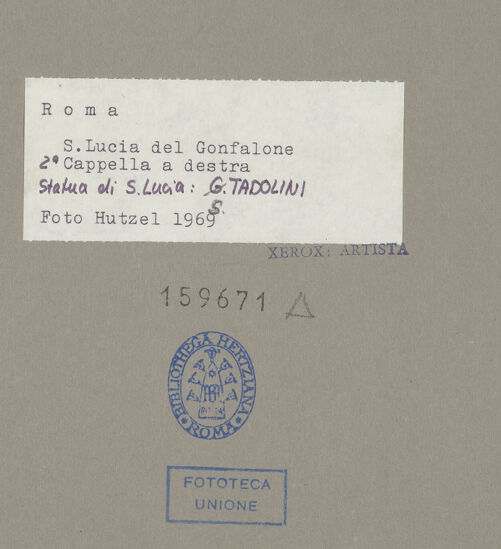 Roma
S.Lucia del Gonfalone
2ª Cappella a destra
Statua di S.Lucia: G.TADOLINI
S.
Foto Hutzel 1969
XEROX: ARTISTA
159671
BIBLIOTHECA HERTZIANA
ROMA
FOTOTECA
UNIONE